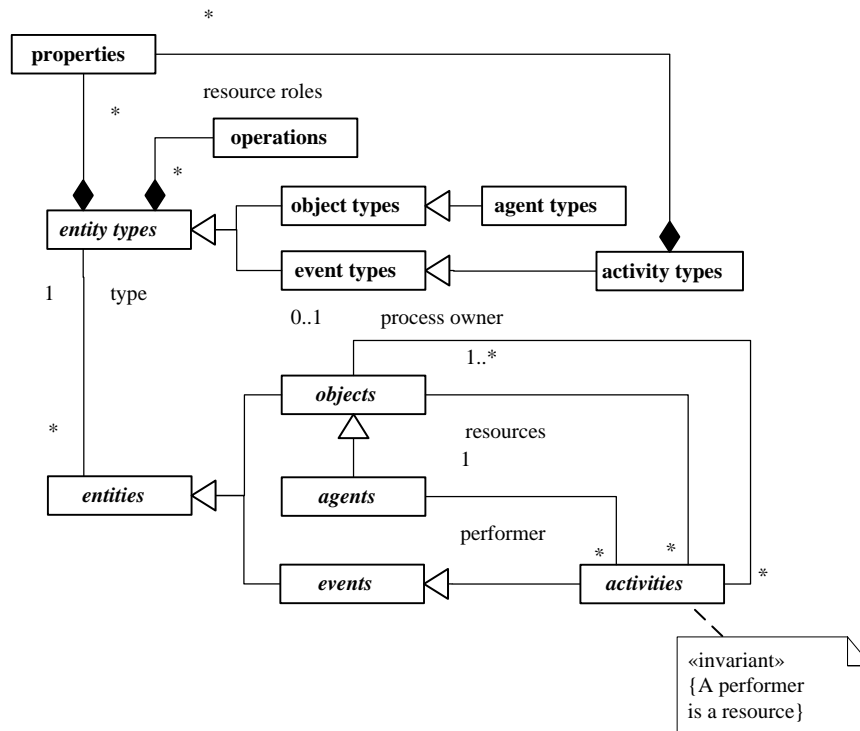 *
properties
resource roles
*
operations
*
object types
agent types
entity types
event types
activity types
1
type
0..1
process owner
1..*
objects
*
resources
1
entities
agents
performer
*
*
events
activities
*
«invariant»
{A performer
is a resource}